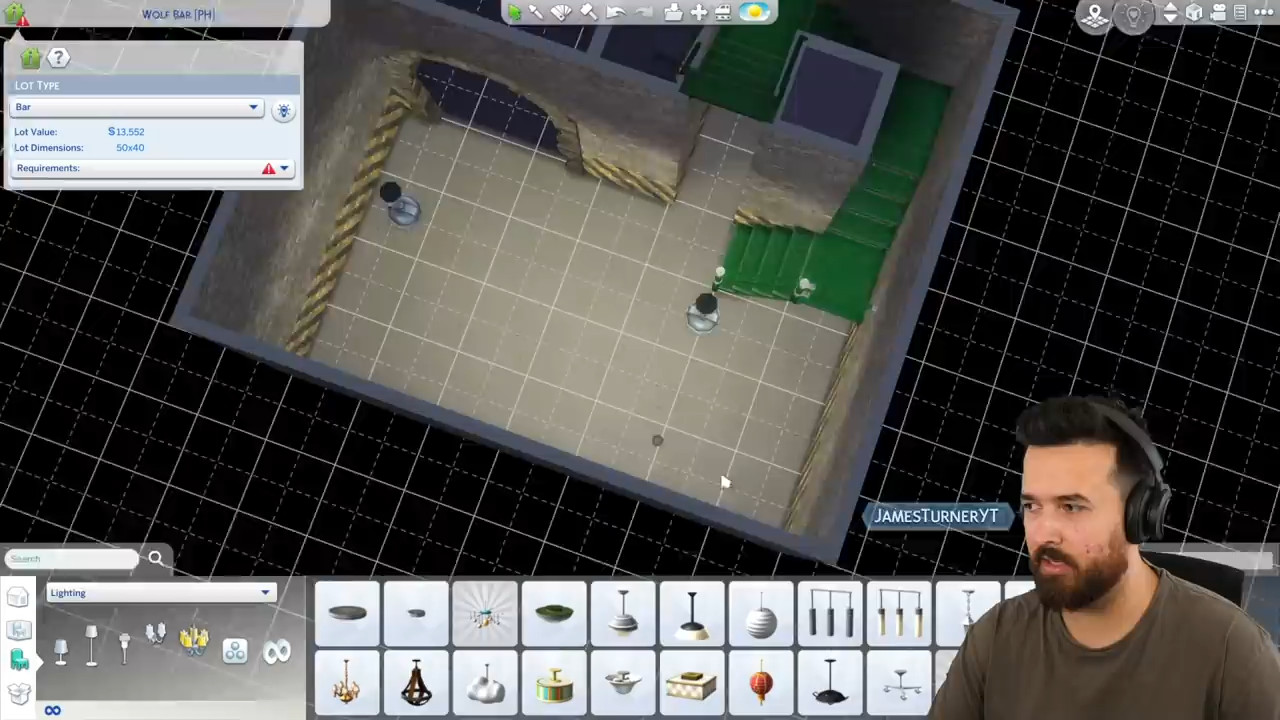 Wolf Bar [PH]
Lot Type
Bar
Lot Value: §13,552
Lot Dimensions: 50x40
Requirements:
JamesTurnerYT
Search
Lighting